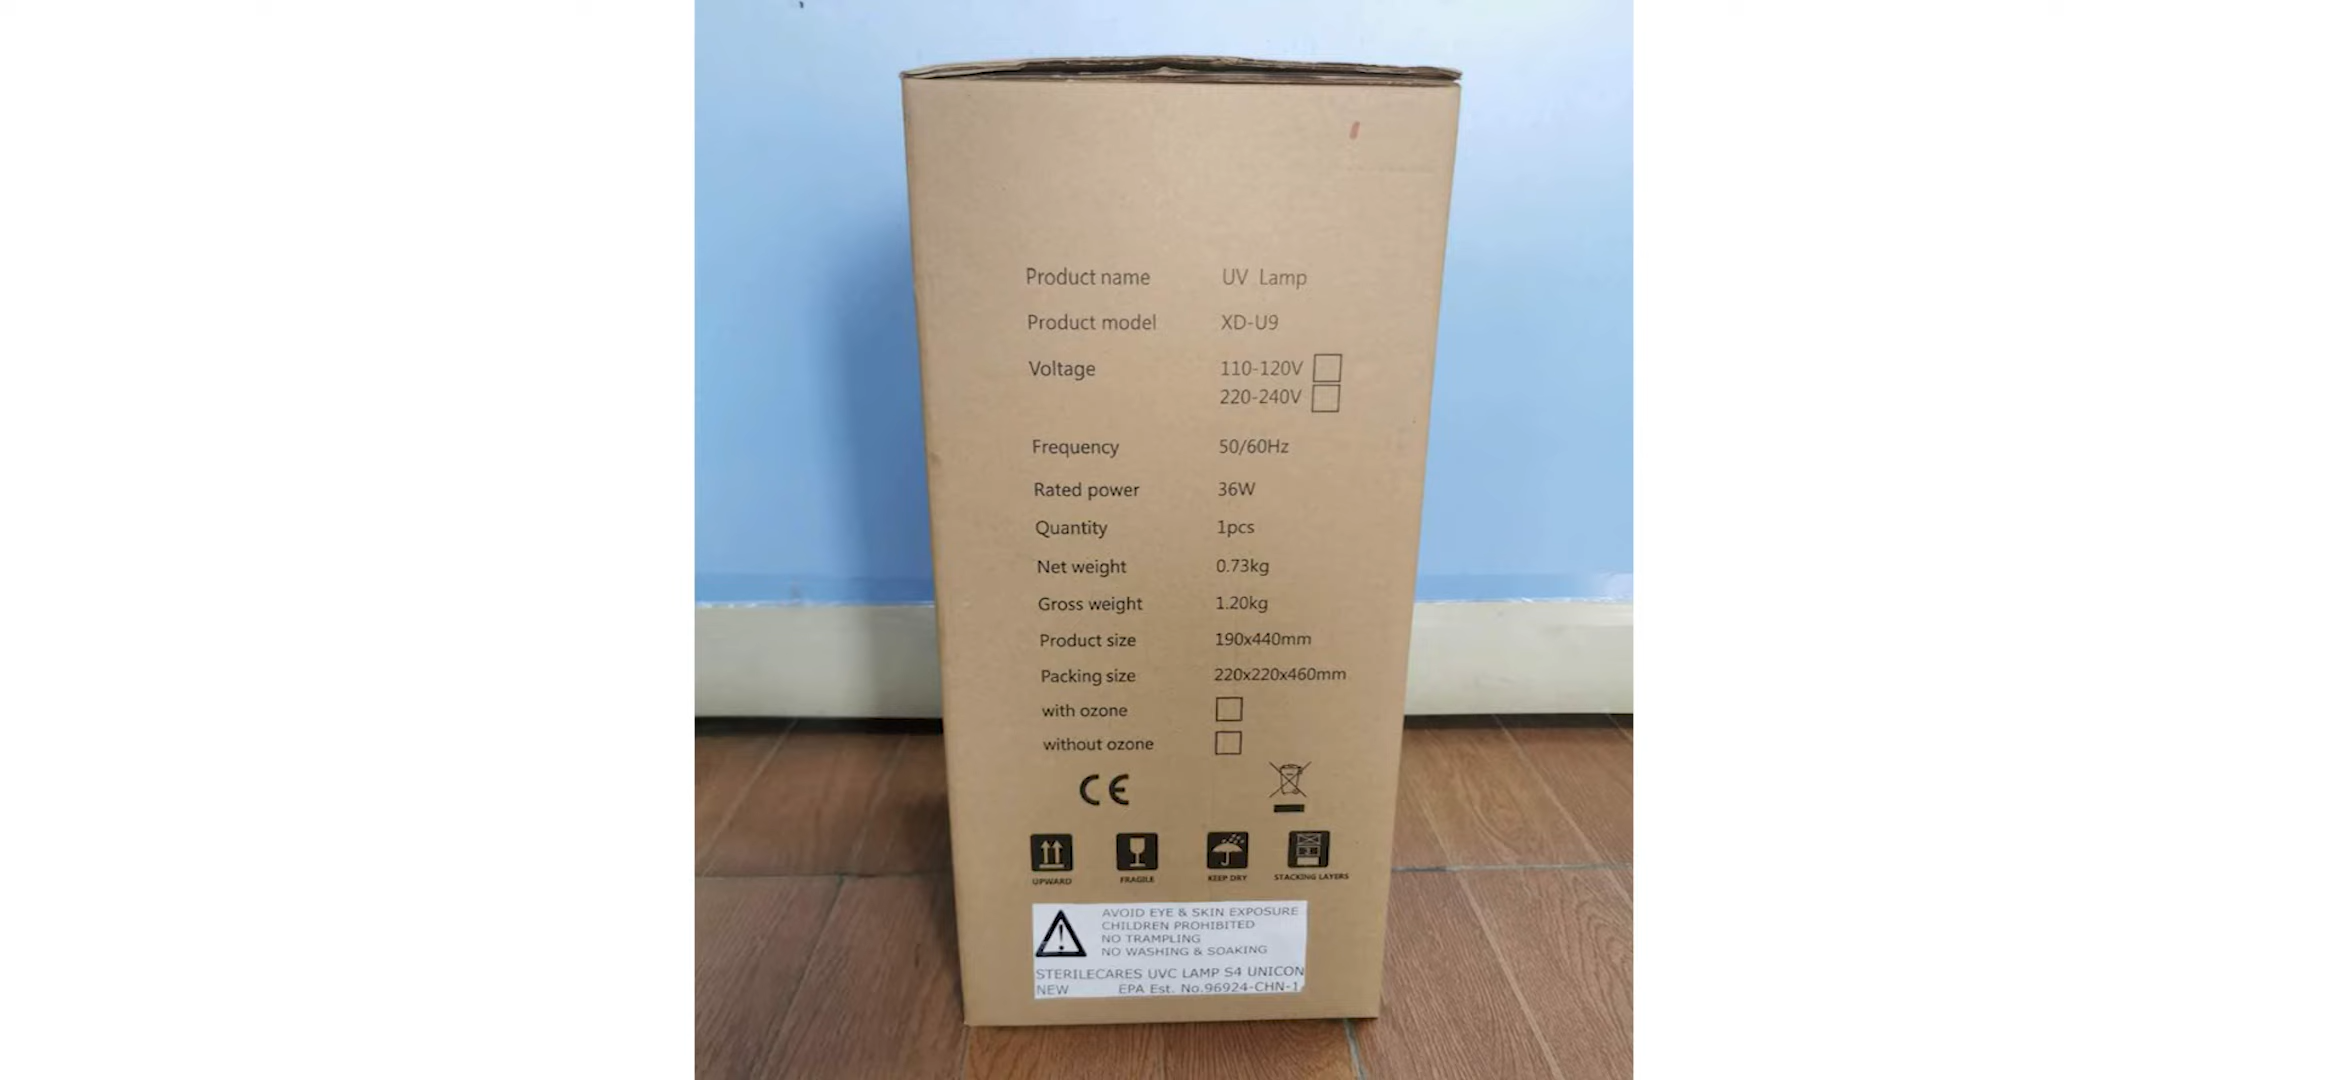 Product name UV Lamp
Product model XD-U9
Voltage 110-120V
220-240V
Frequency 50/60Hz
Rated power 36W
Quantity 1pcs
Net weight 0.73kg
Gross weight 1.20kg
Product size 190x440mm
Packing size 220x220x460mm
with ozone
without ozone
CE
UPWARD FRAGILE KEEP DRY STACKING LAYERS
AVOID EYE & SKIN EXPOSURE
CHILDREN PROHIBITED
NO TRAMPLING
NO WASHING & SOAKING
STERILECARES UVC LAMP S4 UNICON
NEW EPA Est. No.96924-CHN-1